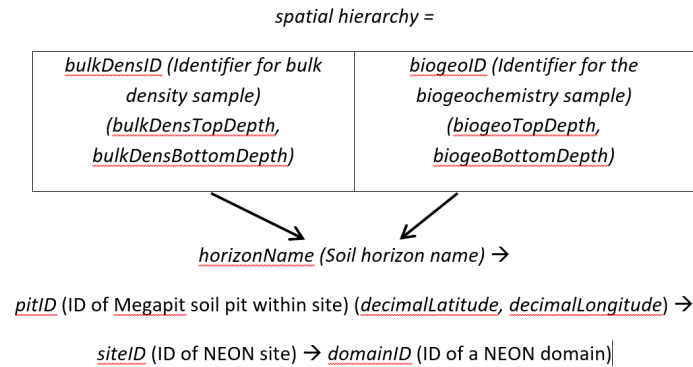 spatial hierarchy =
bulkDensID (Identifier for bulk
density sample)
(bulkDensTopDepth,
bulkDensBottomDepth)
biogeoID (Identifier for the
biogeochemistry sample)
(biogeoTopDepth,
biogeoBottomDepth)
horizonName (Soil horizon name) →
pitID (ID of Megapit soil pit within site) (decimalLatitude, decimalLongitude) →
siteID (ID of NEON site) → domainID (ID of a NEON domain)